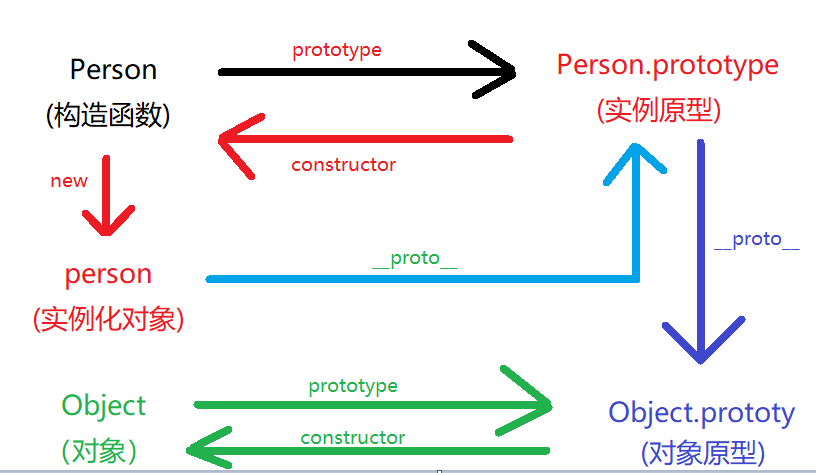 prototype
Person
Person.prototype
(构造函数)
(实例原型)
constructor
new
__proto__
person
__proto__
(实例化对象)
prototype
Object
Object.prototy
constructor
(对象）
(对象原型)